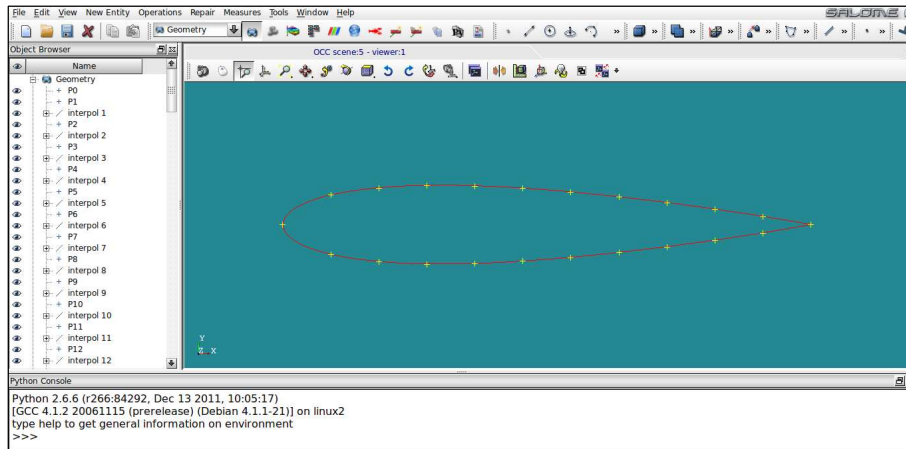 File Edit View New Entity Operations Repair Measures Tools Window Help
SALOME
Geometry
Object Browser
OCC scene:5 - viewer:1
Name
Geometry
P0
P1
interpol 1
P2
interpol 2
P3
interpol 3
P4
interpol 4
P5
interpol 5
P6
interpol 6
P7
interpol 7
P8
interpol 8
P9
interpol 9
P10
interpol 10
P11
interpol 11
P12
interpol 12
Y
Z X
Python Console
Python 2.6.6 (r266:84292, Dec 13 2011, 10:05:17)
[GCC 4.1.2 20061115 (prerelease) (Debian 4.1.1-21)] on linux2
type help to get general information on environment
>>>